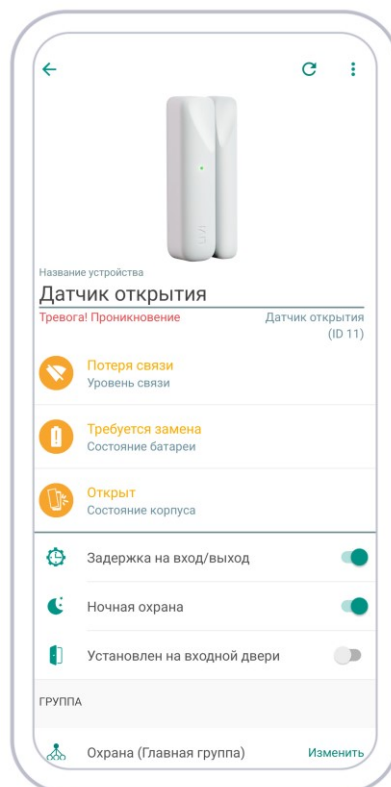 Livi
Название устройства
Датчик открытия
Тревога! Проникновение
Датчик открытия
(ID 11)
Потеря связи
Уровень связи
Требуется замена
Состояние батареи
Открыт
Состояние корпуса
Задержка на вход/выход
Ночная охрана
Установлен на входной двери
ГРУППА
Охрана (Главная группа)
Изменить